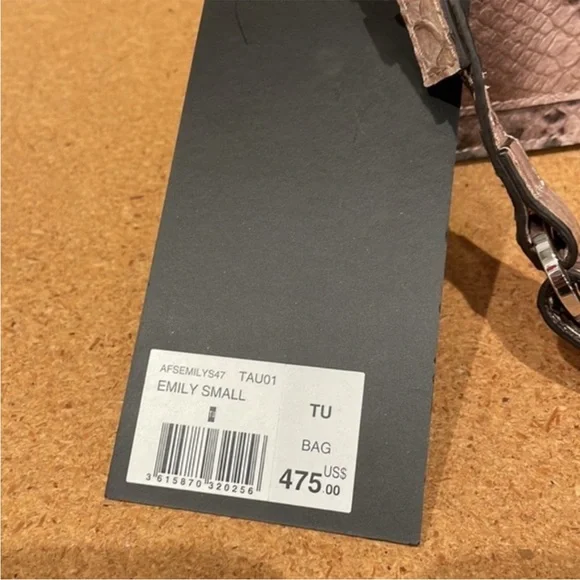 AFSEMILYS47 TAU01
EMILY SMALL
TU
BAG
475.00 US$
3 615870 320256